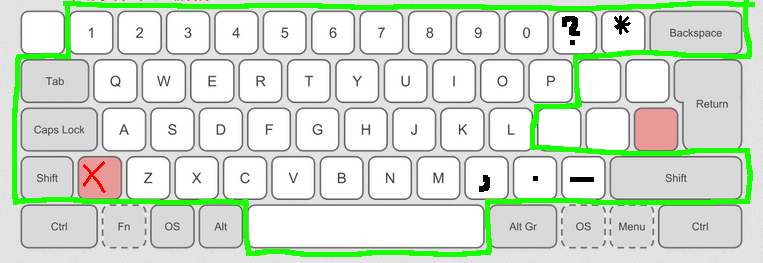 1 2 3 4 5 6 7 8 9 0 ? * Backspace
Tab Q W E R T Y U I O P Return
Caps Lock A S D F G H J K L
Shift X Z X C V B N M , . - Shift
Ctrl Fn OS Alt Alt Gr OS Menu Ctrl